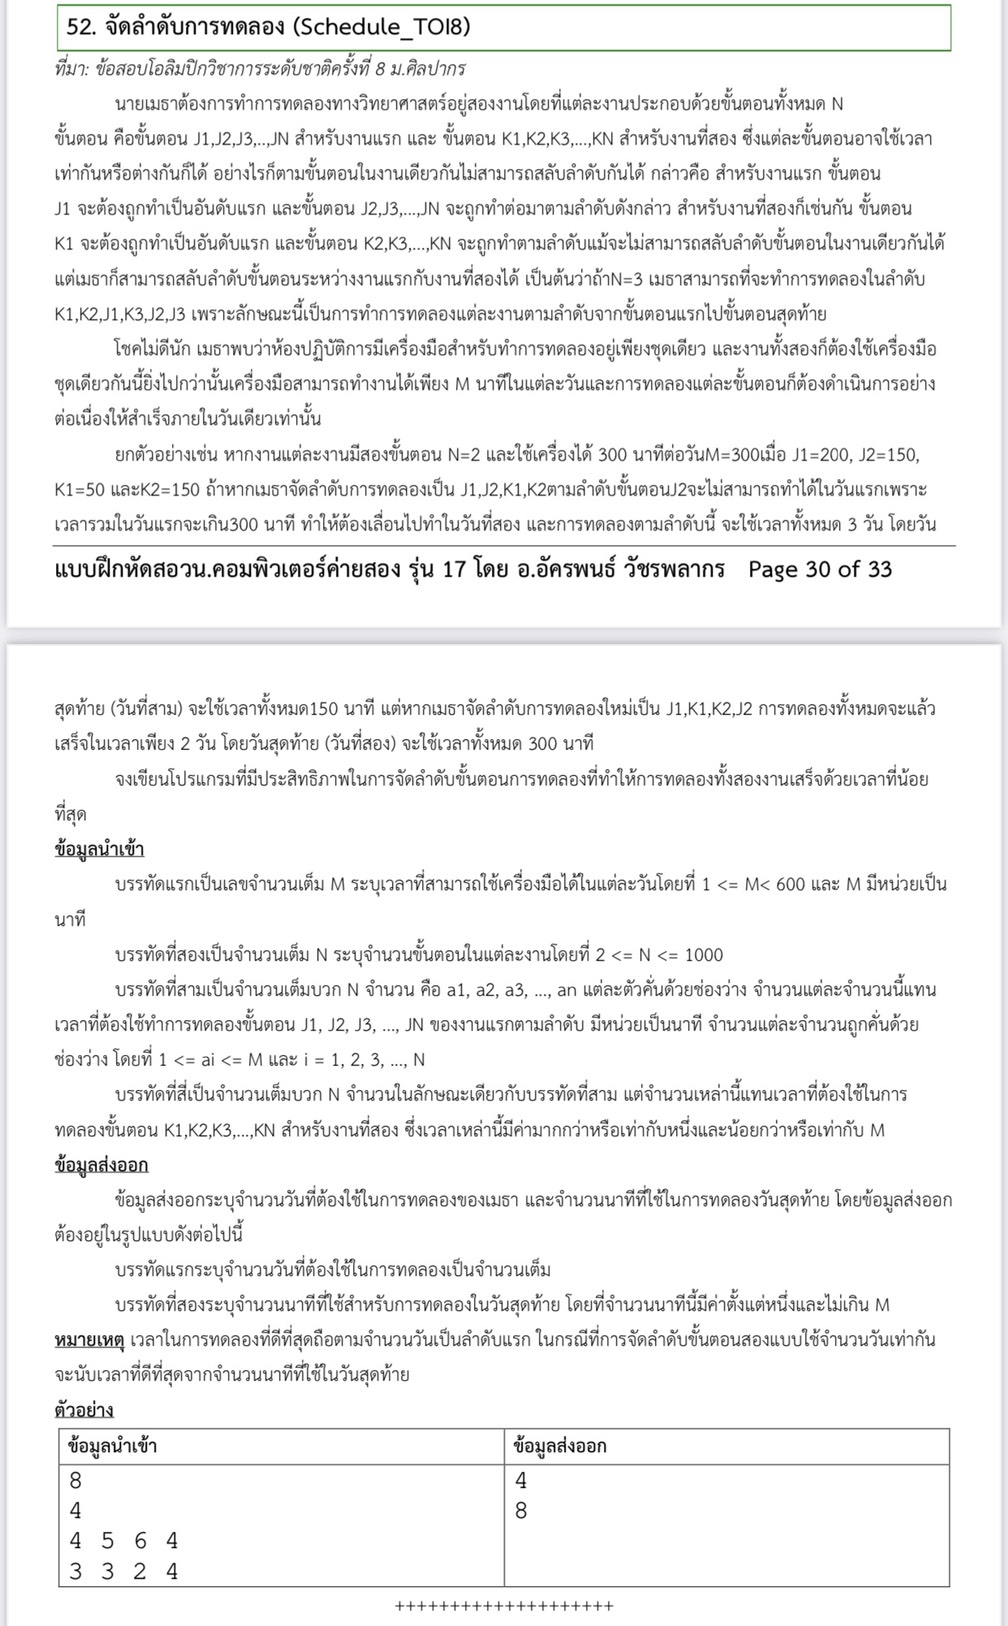 52. จัดลำดับการทดลอง (Schedule_TOI8)
ที่มา: ข้อสอบโอลิมปิกวิชาการระดับชาติครั้งที่ 8 ม.ศิลปากร
นายเมธาต้องการทำการทดลองทางวิทยาศาสตร์อยู่สองงานโดยที่แต่ละงานประกอบด้วยขั้นตอนทั้งหมด N
ขั้นตอน คือขั้นตอน J1,J2,J3,..,JN สำหรับงานแรก และ ขั้นตอน K1,K2,K3,...,KN สำหรับงานที่สอง ซึ่งแต่ละขั้นตอนอาจใช้เวลา
เท่ากันหรือต่างกันก็ได้ อย่างไรก็ตามขั้นตอนในงานเดียวกันไม่สามารถสลับลำดับกันได้ กล่าวคือ สำหรับงานแรก ขั้นตอน
J1 จะต้องถูกทำเป็นอันดับแรก และขั้นตอน J2,J3,...,JN จะถูกทำต่อมาตามลำดับดังกล่าว สำหรับงานที่สองก็เช่นกัน ขั้นตอน
K1 จะต้องถูกทำเป็นอันดับแรก และขั้นตอน K2,K3,...,KN จะถูกทำตามลำดับแม้จะไม่สามารถสลับลำดับขั้นตอนในงานเดียวกันได้
แต่เมธาก็สามารถสลับลำดับขั้นตอนระหว่างงานแรกกับงานที่สองได้ เป็นต้นว่าถ้าN=3 เมธาสามารถที่จะทำการทดลองในลำดับ
K1,K2,J1,K3,J2,J3 เพราะลักษณะนี้เป็นการทำการทดลองแต่ละงานตามลำดับจากขั้นตอนแรกไปขั้นตอนสุดท้าย
โชคไม่ดีนัก เมธาพบว่าห้องปฏิบัติการมีเครื่องมือสำหรับทำการทดลองอยู่เพียงชุดเดียว และงานทั้งสองก็ต้องใช้เครื่องมือ
ชุดเดียวกันนี้ยิ่งไปกว่านั้นเครื่องมือสามารถทำงานได้เพียง M นาทีในแต่ละวันและการทดลองแต่ละขั้นตอนก็ต้องดำเนินการอย่าง
ต่อเนื่องให้สำเร็จภายในวันเดียวเท่านั้น
ยกตัวอย่างเช่น หากงานแต่ละงานมีสองขั้นตอน N=2 และใช้เครื่องได้ 300 นาทีต่อวันM=300เมื่อ J1=200, J2=150,
K1=50 และK2=150 ถ้าหากเมธาจัดลำดับการทดลองเป็น J1,J2,K1,K2ตามลำดับขั้นตอนJ2จะไม่สามารถทำได้ในวันแรกเพราะ
เวลารวมในวันแรกจะเกิน300 นาที ทำให้ต้องเลื่อนไปทำในวันที่สอง และการทดลองตามลำดับนี้ จะใช้เวลาทั้งหมด 3 วัน โดยวัน
แบบฝึกหัดสอวน.คอมพิวเตอร์ค่ายสอง รุ่น 17 โดย อ.อัครพนธ์ วัชรพลากร Page 30 of 33
สุดท้าย (วันที่สาม) จะใช้เวลาทั้งหมด150 นาที แต่หากเมธาจัดลำดับการทดลองใหม่เป็น J1,K1,K2,J2 การทดลองทั้งหมดจะแล้ว
เสร็จในเวลาเพียง 2 วัน โดยวันสุดท้าย (วันที่สอง) จะใช้เวลาทั้งหมด 300 นาที
จงเขียนโปรแกรมที่มีประสิทธิภาพในการจัดลำดับขั้นตอนการทดลองที่ทำให้การทดลองทั้งสองงานเสร็จด้วยเวลาที่น้อย
ที่สุด
ข้อมูลนำเข้า
บรรทัดแรกเป็นเลขจำนวนเต็ม M ระบุเวลาที่สามารถใช้เครื่องมือได้ในแต่ละวันโดยที่ 1 <= M< 600 และ M มีหน่วยเป็น
นาที
บรรทัดที่สองเป็นจำนวนเต็ม N ระบุจำนวนขั้นตอนในแต่ละงานโดยที่ 2 <= N <= 1000
บรรทัดที่สามเป็นจำนวนเต็มบวก N จำนวน คือ a1, a2, a3, ..., an แต่ละตัวคั่นด้วยช่องว่าง จำนวนแต่ละจำนวนนี้แทน
เวลาที่ต้องใช้ทำการทดลองขั้นตอน J1, J2, J3, ..., JN ของงานแรกตามลำดับ มีหน่วยเป็นนาที จำนวนแต่ละจำนวนถูกคั่นด้วย
ช่องว่าง โดยที่ 1 <= ai <= M และ i = 1, 2, 3, ..., N
บรรทัดที่สี่เป็นจำนวนเต็มบวก N จำนวนในลักษณะเดียวกับบรรทัดที่สาม แต่จำนวนเหล่านี้แทนเวลาที่ต้องใช้ในการ
ทดลองขั้นตอน K1,K2,K3,...,KN สำหรับงานที่สอง ซึ่งเวลาเหล่านี้มีค่ามากกว่าหรือเท่ากับหนึ่งและน้อยกว่าหรือเท่ากับ M
ข้อมูลส่งออก
ข้อมูลส่งออกระบุจำนวนวันที่ต้องใช้ในการทดลองของเมธา และจำนวนนาทีที่ใช้ในการทดลองวันสุดท้าย โดยข้อมูลส่งออก
ต้องอยู่ในรูปแบบดังต่อไปนี้
บรรทัดแรกระบุจำนวนวันที่ต้องใช้ในการทดลองเป็นจำนวนเต็ม
บรรทัดที่สองระบุจำนวนนาทีที่ใช้สำหรับการทดลองในวันสุดท้าย โดยที่จำนวนนาทีนี้มีค่าตั้งแต่หนึ่งและไม่เกิน M
หมายเหตุ เวลาในการทดลองที่ดีที่สุดถือตามจำนวนวันเป็นลำดับแรก ในกรณีที่การจัดลำดับขั้นตอนสองแบบใช้จำนวนวันเท่ากัน
จะนับเวลาที่ดีที่สุดจากจำนวนนาทีที่ใช้ในวันสุดท้าย
ตัวอย่าง
ข้อมูลนำเข้า ข้อมูลส่งออก
8 4
4 8
4 5 6 4
3 3 2 4
++++++++++++++++++++